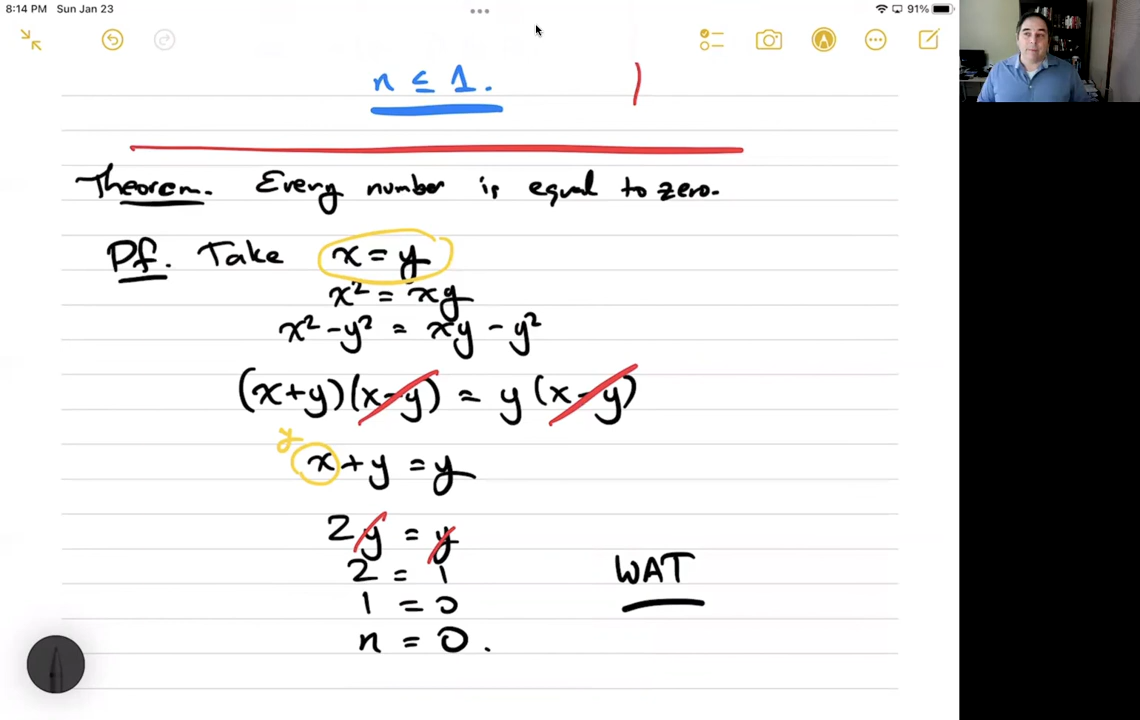 8:14 PM Sun Jan 23
91%
n ≤ 1.
Theorem. Every number is equal to zero.
Pf. Take x = y
x² = xy
x² - y² = xy - y²
(x+y)(x-y) = y (x-y)
y
x + y = y
2y = y
2 = 1
WAT
1 = 0
n = 0.